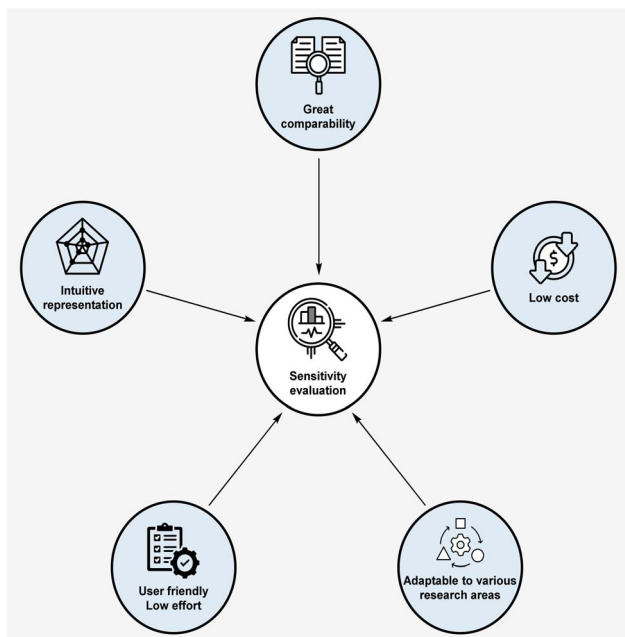 Great
comparability
Intuitive
representation
$
Low cost
Sensitivity
evaluation
User friendly
Low effort
Adaptable to various
research areas